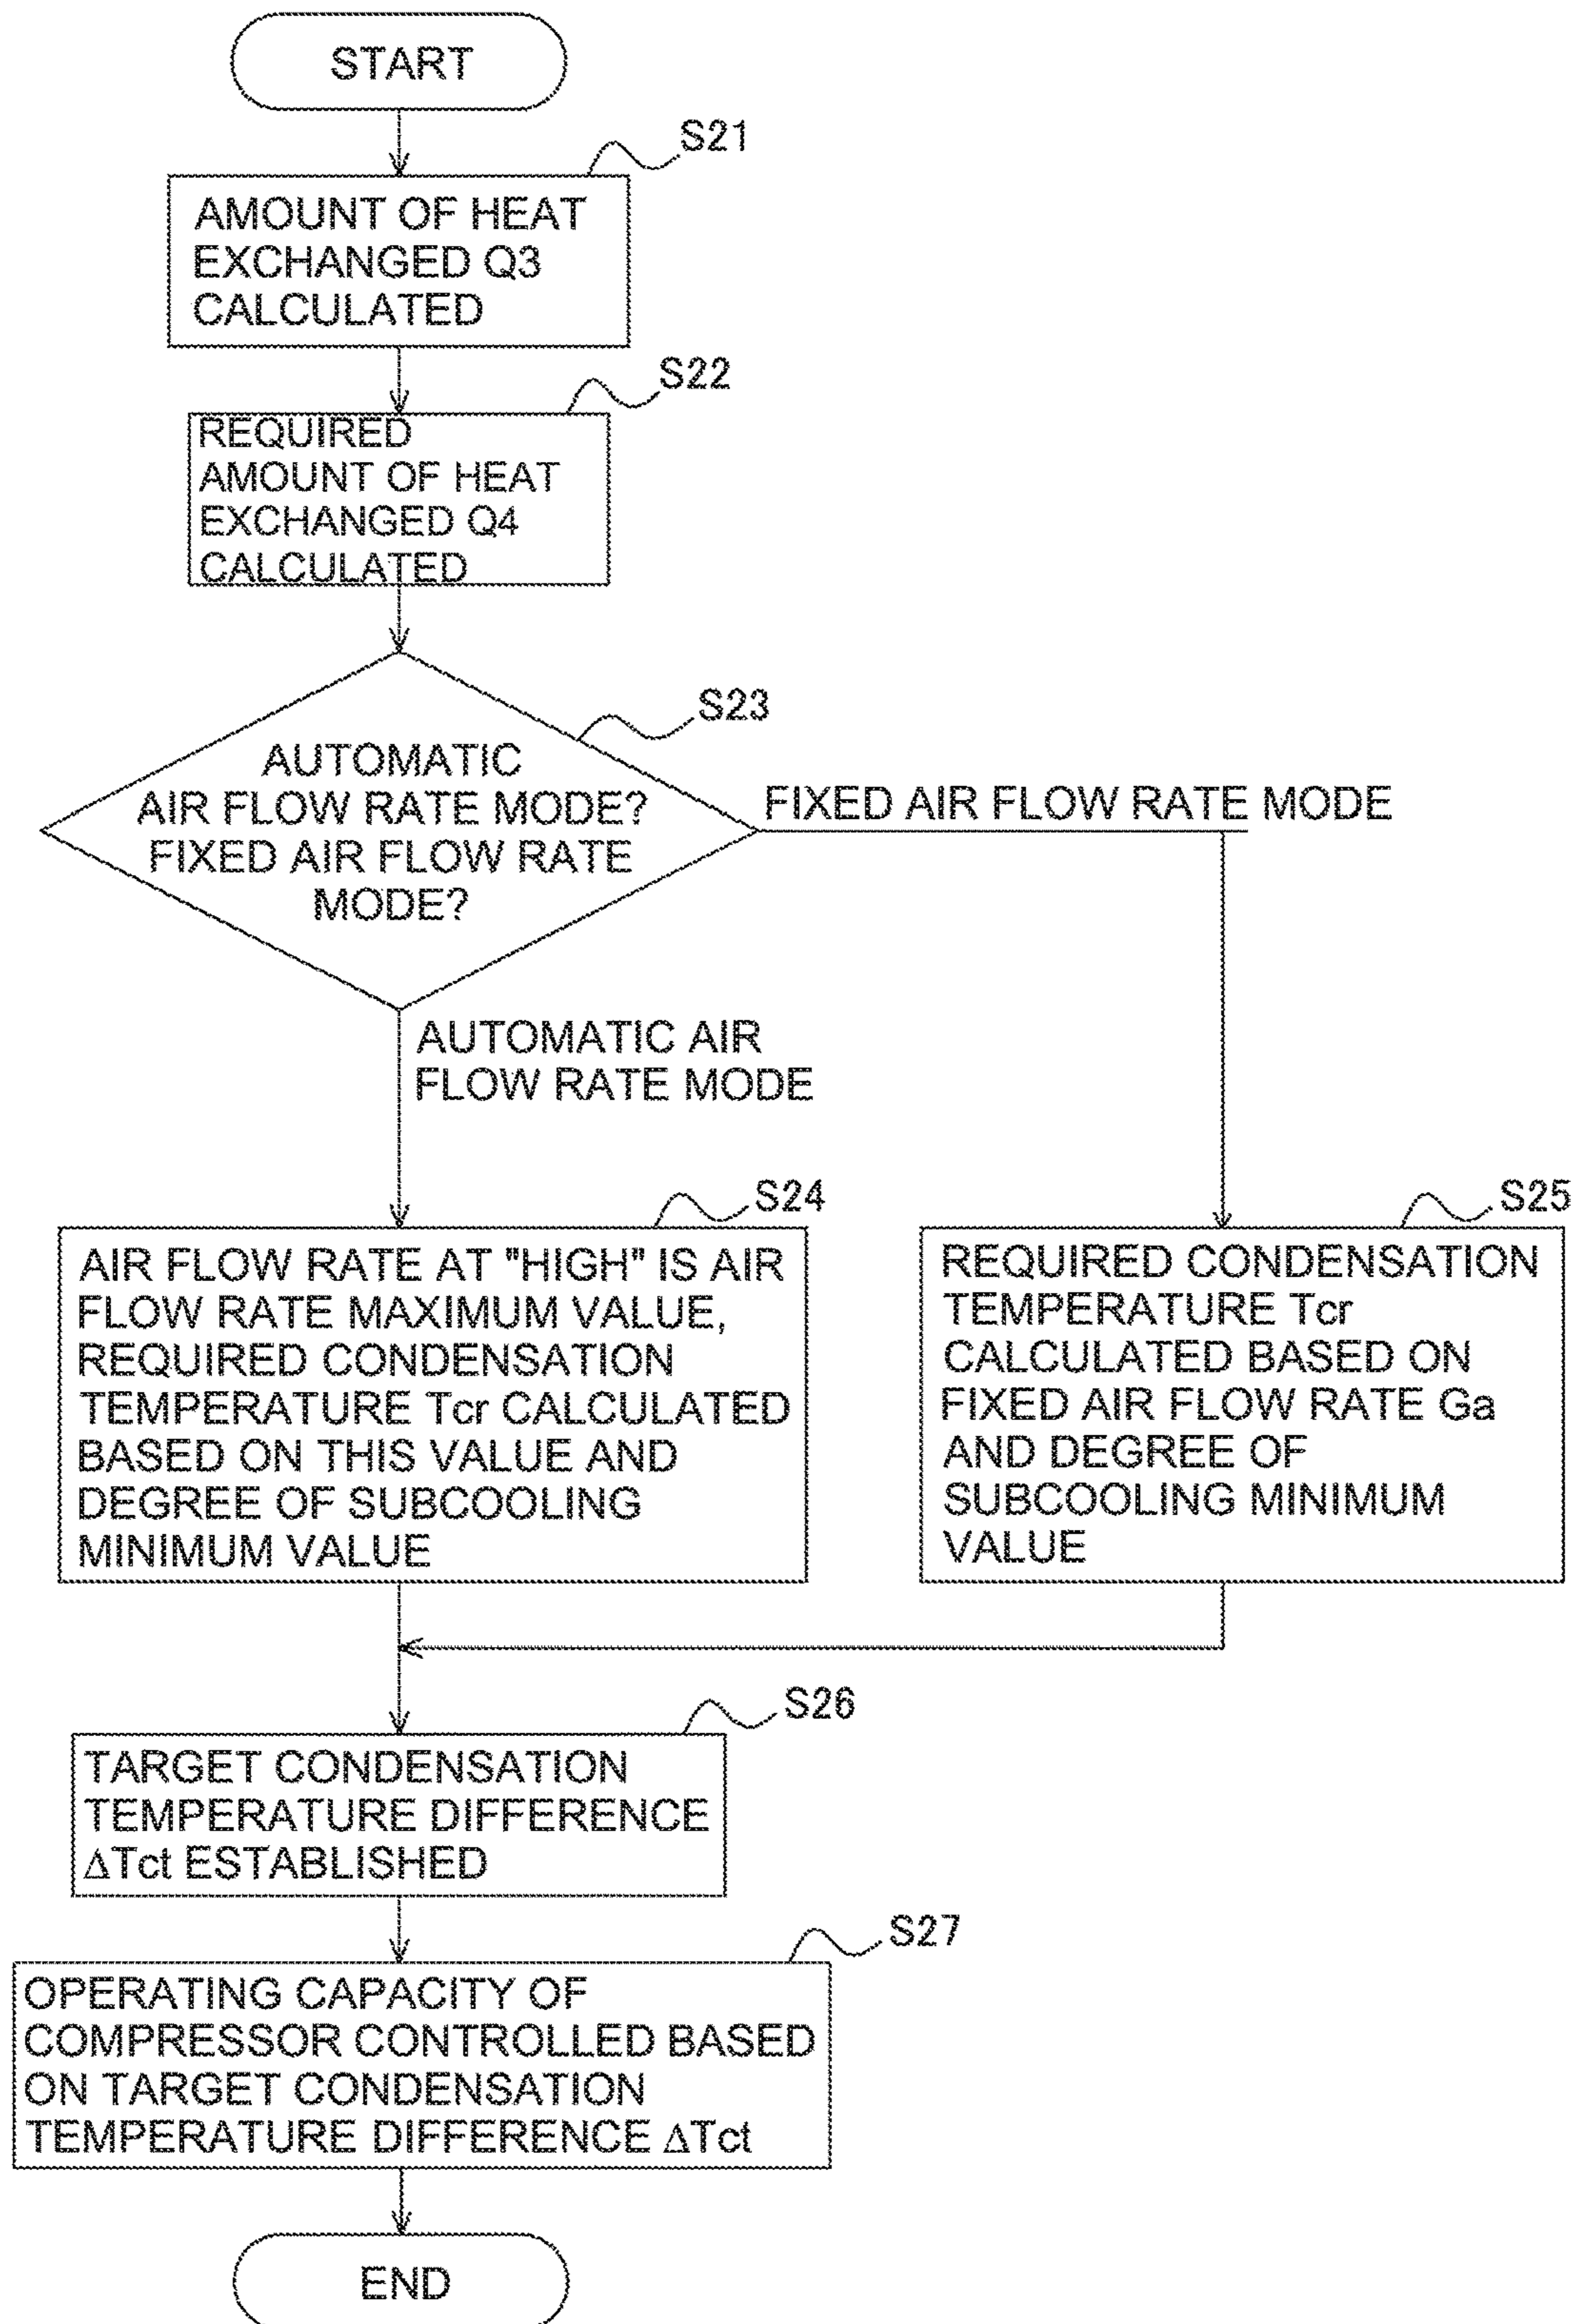 START
S21
AMOUNT OF HEAT
EXCHANGED Q3
CALCULATED
S22
REQUIRED
AMOUNT OF HEAT
EXCHANGED Q4
CALCULATED
S23
AUTOMATIC
AIR FLOW RATE MODE?
FIXED AIR FLOW RATE
MODE?
FIXED AIR FLOW RATE MODE
AUTOMATIC AIR
FLOW RATE MODE
S24
AIR FLOW RATE AT "HIGH" IS AIR
FLOW RATE MAXIMUM VALUE,
REQUIRED CONDENSATION
TEMPERATURE Tcr CALCULATED
BASED ON THIS VALUE AND
DEGREE OF SUBCOOLING
MINIMUM VALUE
S25
REQUIRED CONDENSATION
TEMPERATURE Tcr
CALCULATED BASED ON
FIXED AIR FLOW RATE Ga
AND DEGREE OF
SUBCOOLING MINIMUM
VALUE
S26
TARGET CONDENSATION
TEMPERATURE DIFFERENCE
ΔTct ESTABLISHED
S27
OPERATING CAPACITY OF
COMPRESSOR CONTROLLED BASED
ON TARGET CONDENSATION
TEMPERATURE DIFFERENCE ΔTct
END